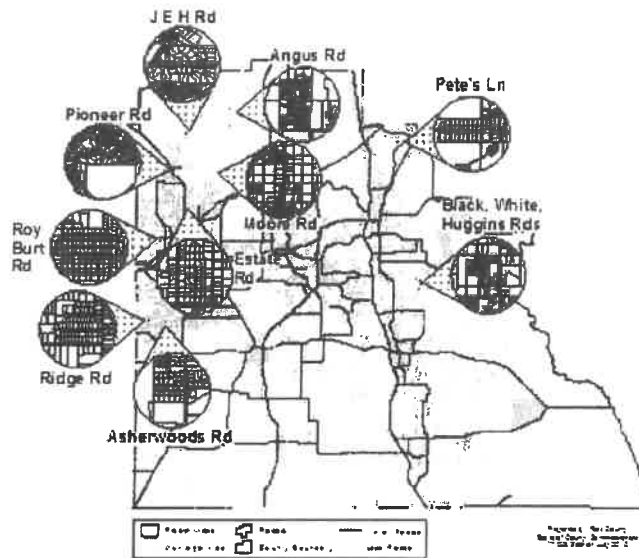 J E H Rd
Angus Rd
Pete's Ln
Pioneer Rd
Moore Rd
Black, White,
Huggins Rds
Roy
Burt
Rd
Estate
Rd
Ridge Rd
Asherwoods Rd